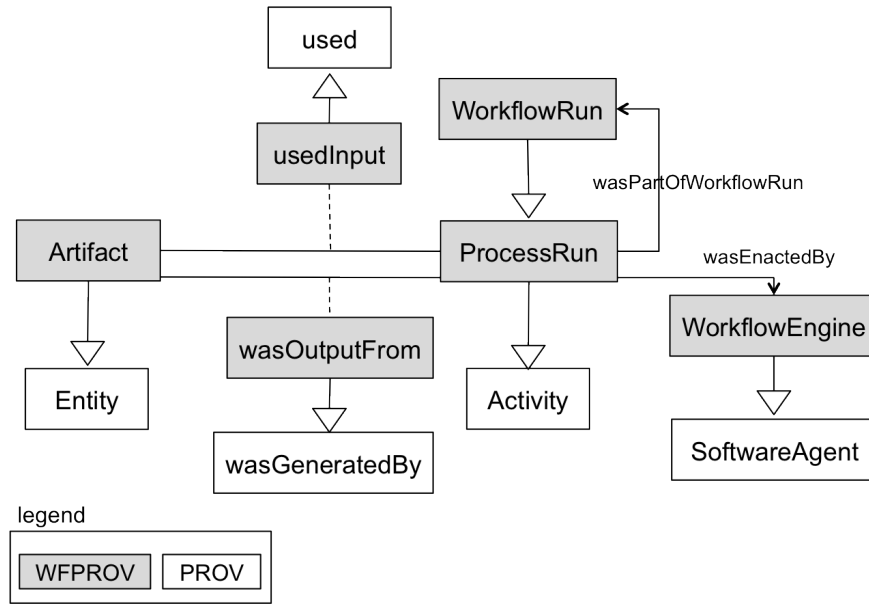 used
WorkflowRun
usedInput
wasPartOfWorkflowRun
Artifact
ProcessRun
wasEnactedBy
WorkflowEngine
wasOutputFrom
Entity
Activity
SoftwareAgent
wasGeneratedBy
legend
WFPROV
PROV